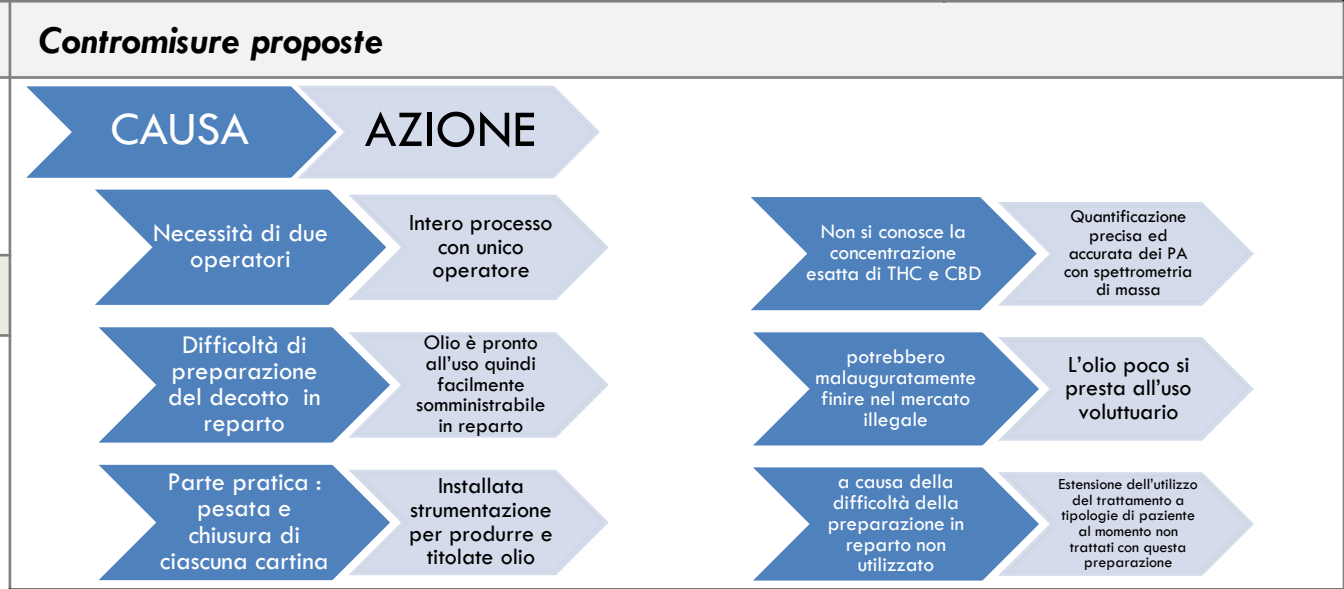 Contromisure proposte
CAUSA
AZIONE
Necessità di due
operatori
Intero processo
con unico
operatore
Difficoltà di
preparazione
del decotto in
reparto
Olio è pronto
all'uso quindi
facilmente
somministrabile
in reparto
Parte pratica :
pesata e
chiusura di
ciascuna cartina
Installata
strumentazione
per produrre e
titolate olio
Non si conosce la
concentrazione
esatta di THC e CBD
Quantificazione
precisa ed
accurata dei PA
con spettrometria
di massa
potrebbero
malauguratamente
finire nel mercato
illegale
L'olio poco si
presta all'uso
voluttuario
a causa della
difficoltà della
preparazione in
reparto non
utilizzato
Estensione dell'utilizzo
del trattamento a
tipologie di paziente
al momento non
trattati con questa
preparazione